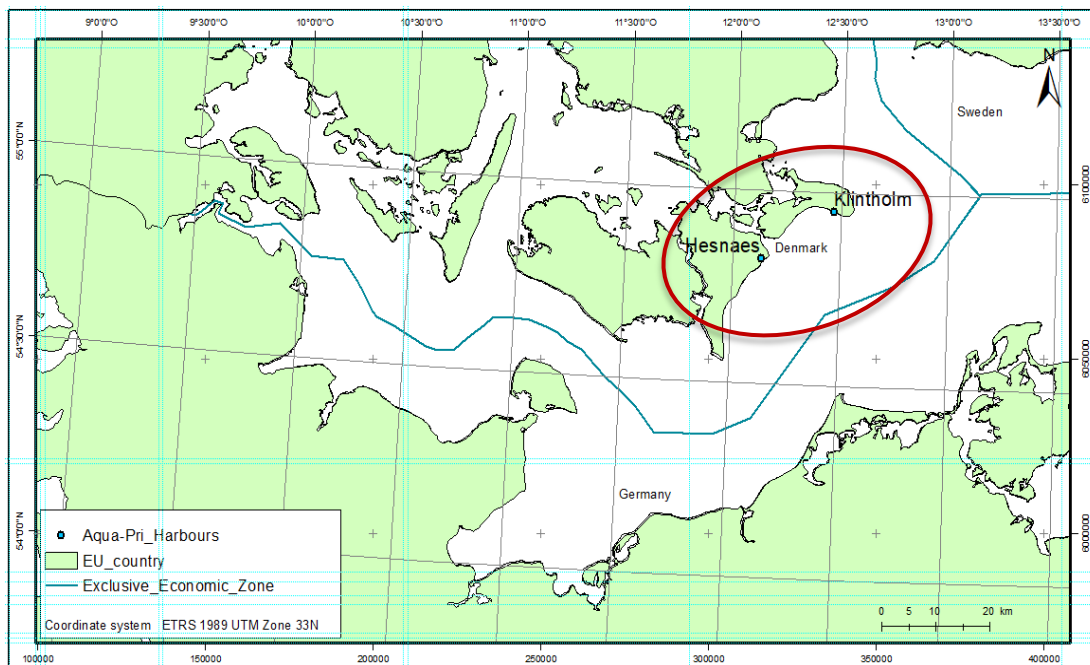 9°0'0"O 9°30'0"O 10°0'0"O 10°30'0"O 11°0'0"O 11°30'0"O 12°0'0"O 12°30'0"O 13°0'0"O 13°30'0"O
N
Sweden
55°0'0"N
6100000
Klintholm
Hesnaes
Denmark
54°30'0"N
6050000
Germany
54°0'0"N
6000000
Aqua-Pri_Harbours
EU_country
Exclusive_Economic_Zone
Coordinate system ETRS 1989 UTM Zone 33N
0 5 10 20 km
100000 150000 200000 250000 300000 350000 400000